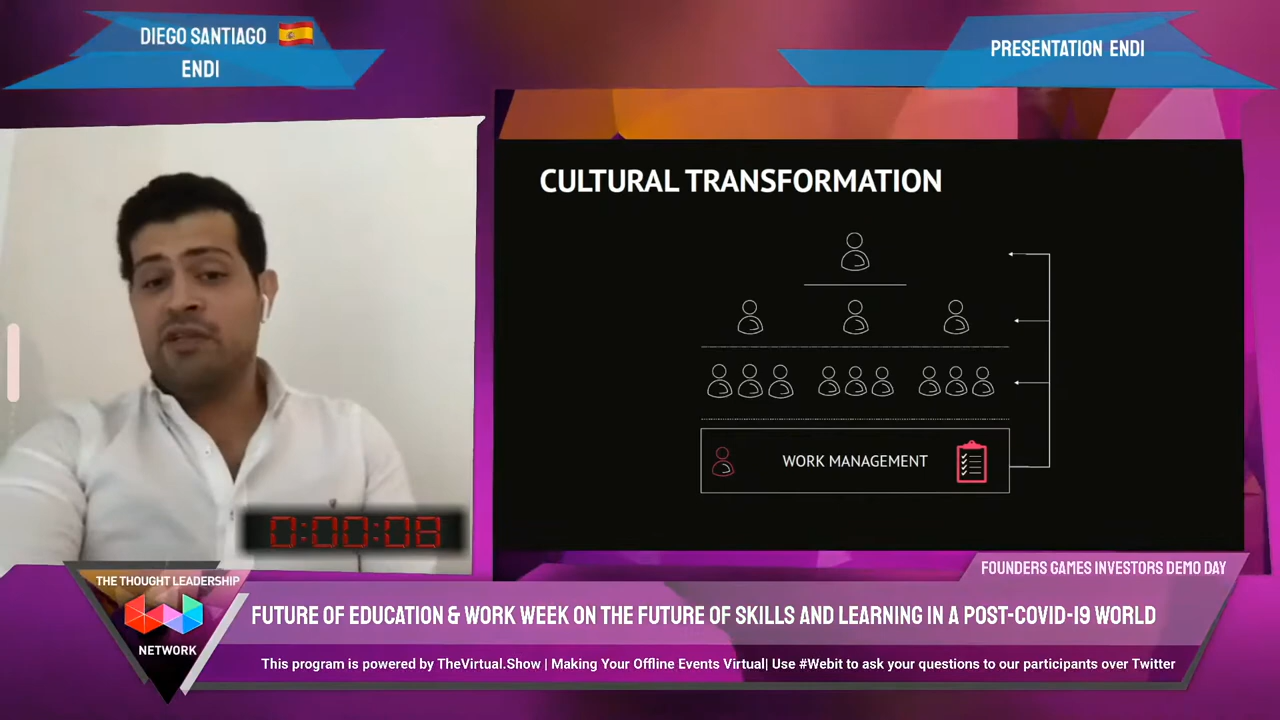 DIEGO SANTIAGO
ENDI
PRESENTATION ENDI
CULTURAL TRANSFORMATION
WORK MANAGEMENT
0:00:08
FOUNDERS GAMES INVESTORS DEMO DAY
THE THOUGHT LEADERSHIP
NETWORK
FUTURE OF EDUCATION & WORK WEEK ON THE FUTURE OF SKILLS AND LEARNING IN A POST-COVID-19 WORLD
This program is powered by TheVirtual.Show | Making Your Offline Events Virtual| Use #Webit to ask your questions to our participants over Twitter